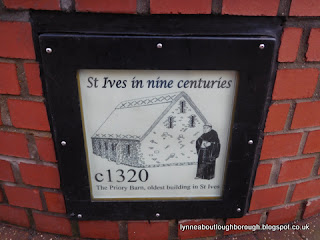 St Ives in nine centuries
c1320
The Priory Barn, oldest building in St Ives
lynneaboutloughborough.blogspot.co.uk